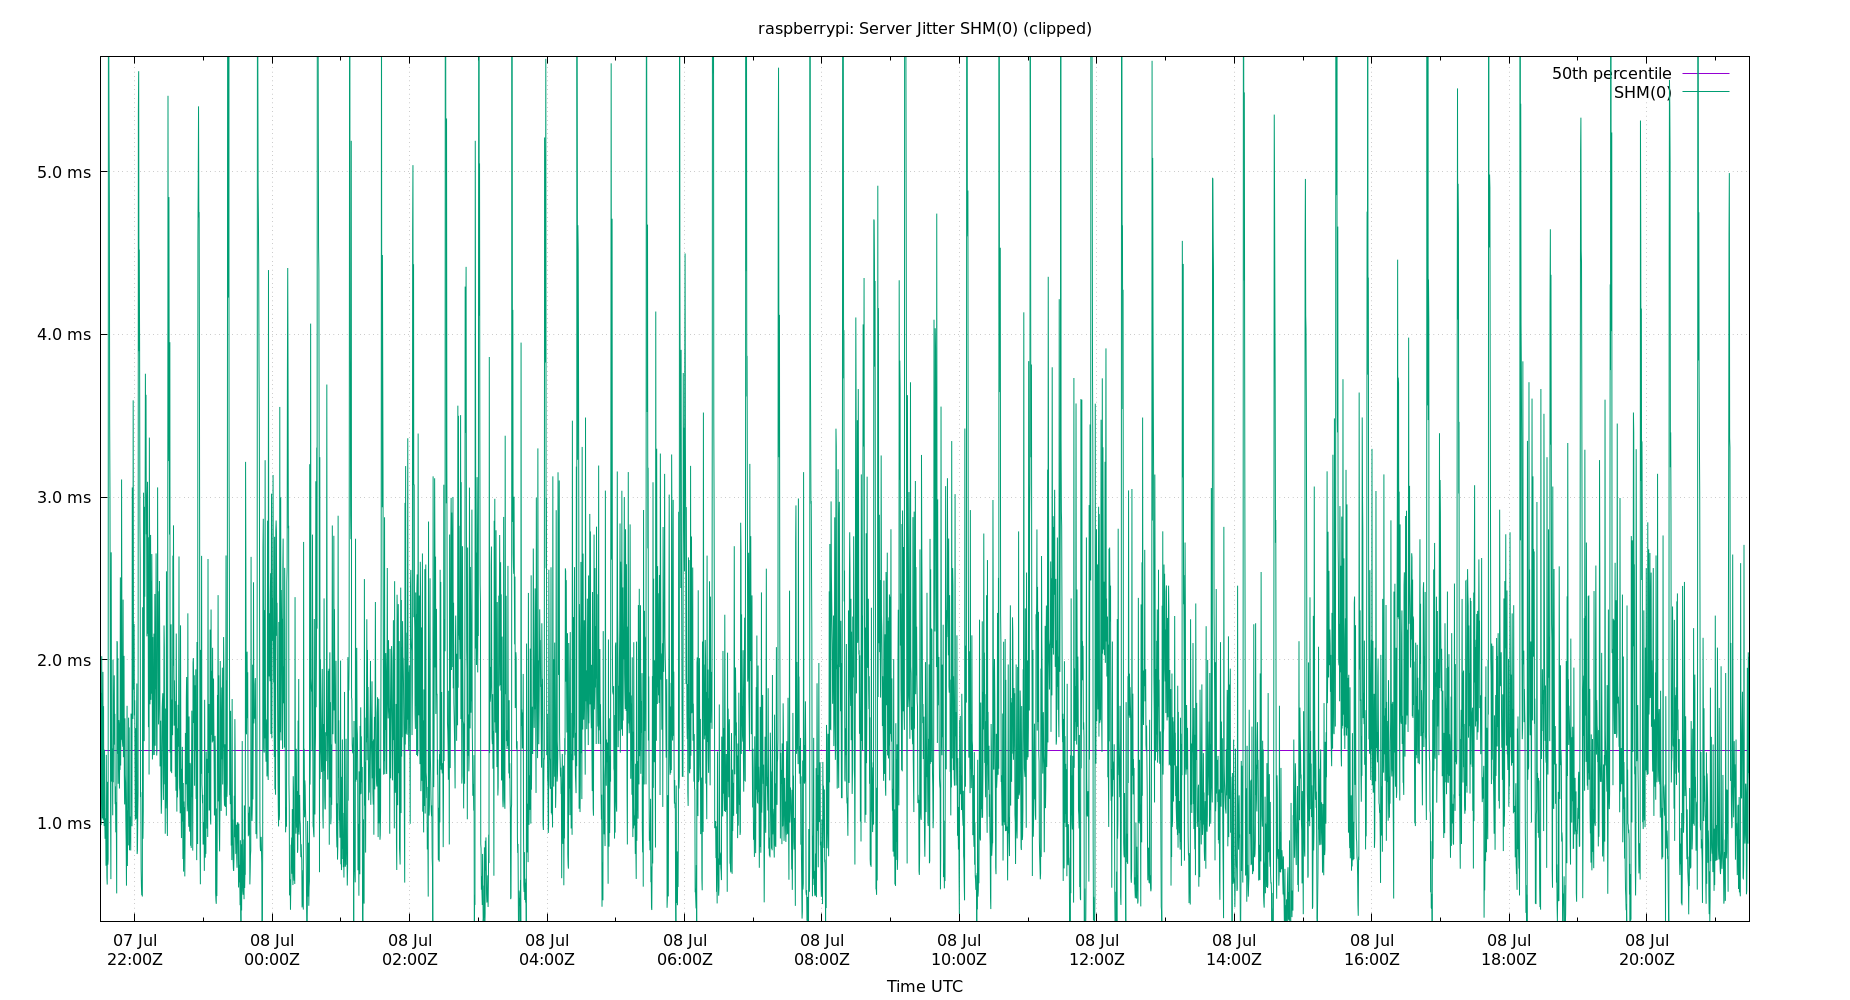 raspberrypi: Server Jitter SHM(0) (clipped)
50th percentile
SHM(0)
5.0 ms
4.0 ms
3.0 ms
2.0 ms
1.0 ms
07 Jul 08 Jul 08 Jul 08 Jul 08 Jul 08 Jul 08 Jul 08 Jul 08 Jul 08 Jul 08 Jul 08 Jul
22:00Z 00:00Z 02:00Z 04:00Z 06:00Z 08:00Z 10:00Z 12:00Z 14:00Z 16:00Z 18:00Z 20:00Z
Time UTC